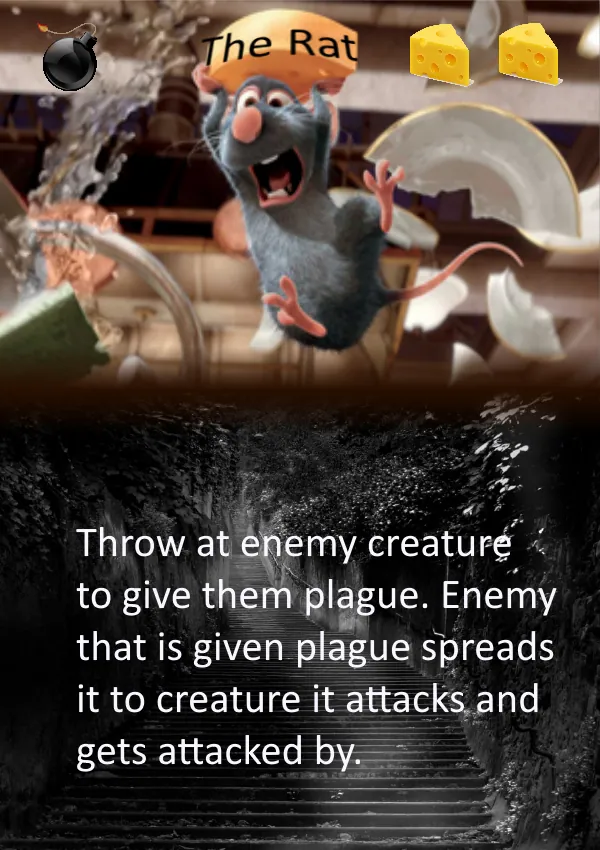 The Rat
Throw at enemy creature
to give them plague. Enemy
that is given plague spreads
it to creature it attacks and
gets attacked by.